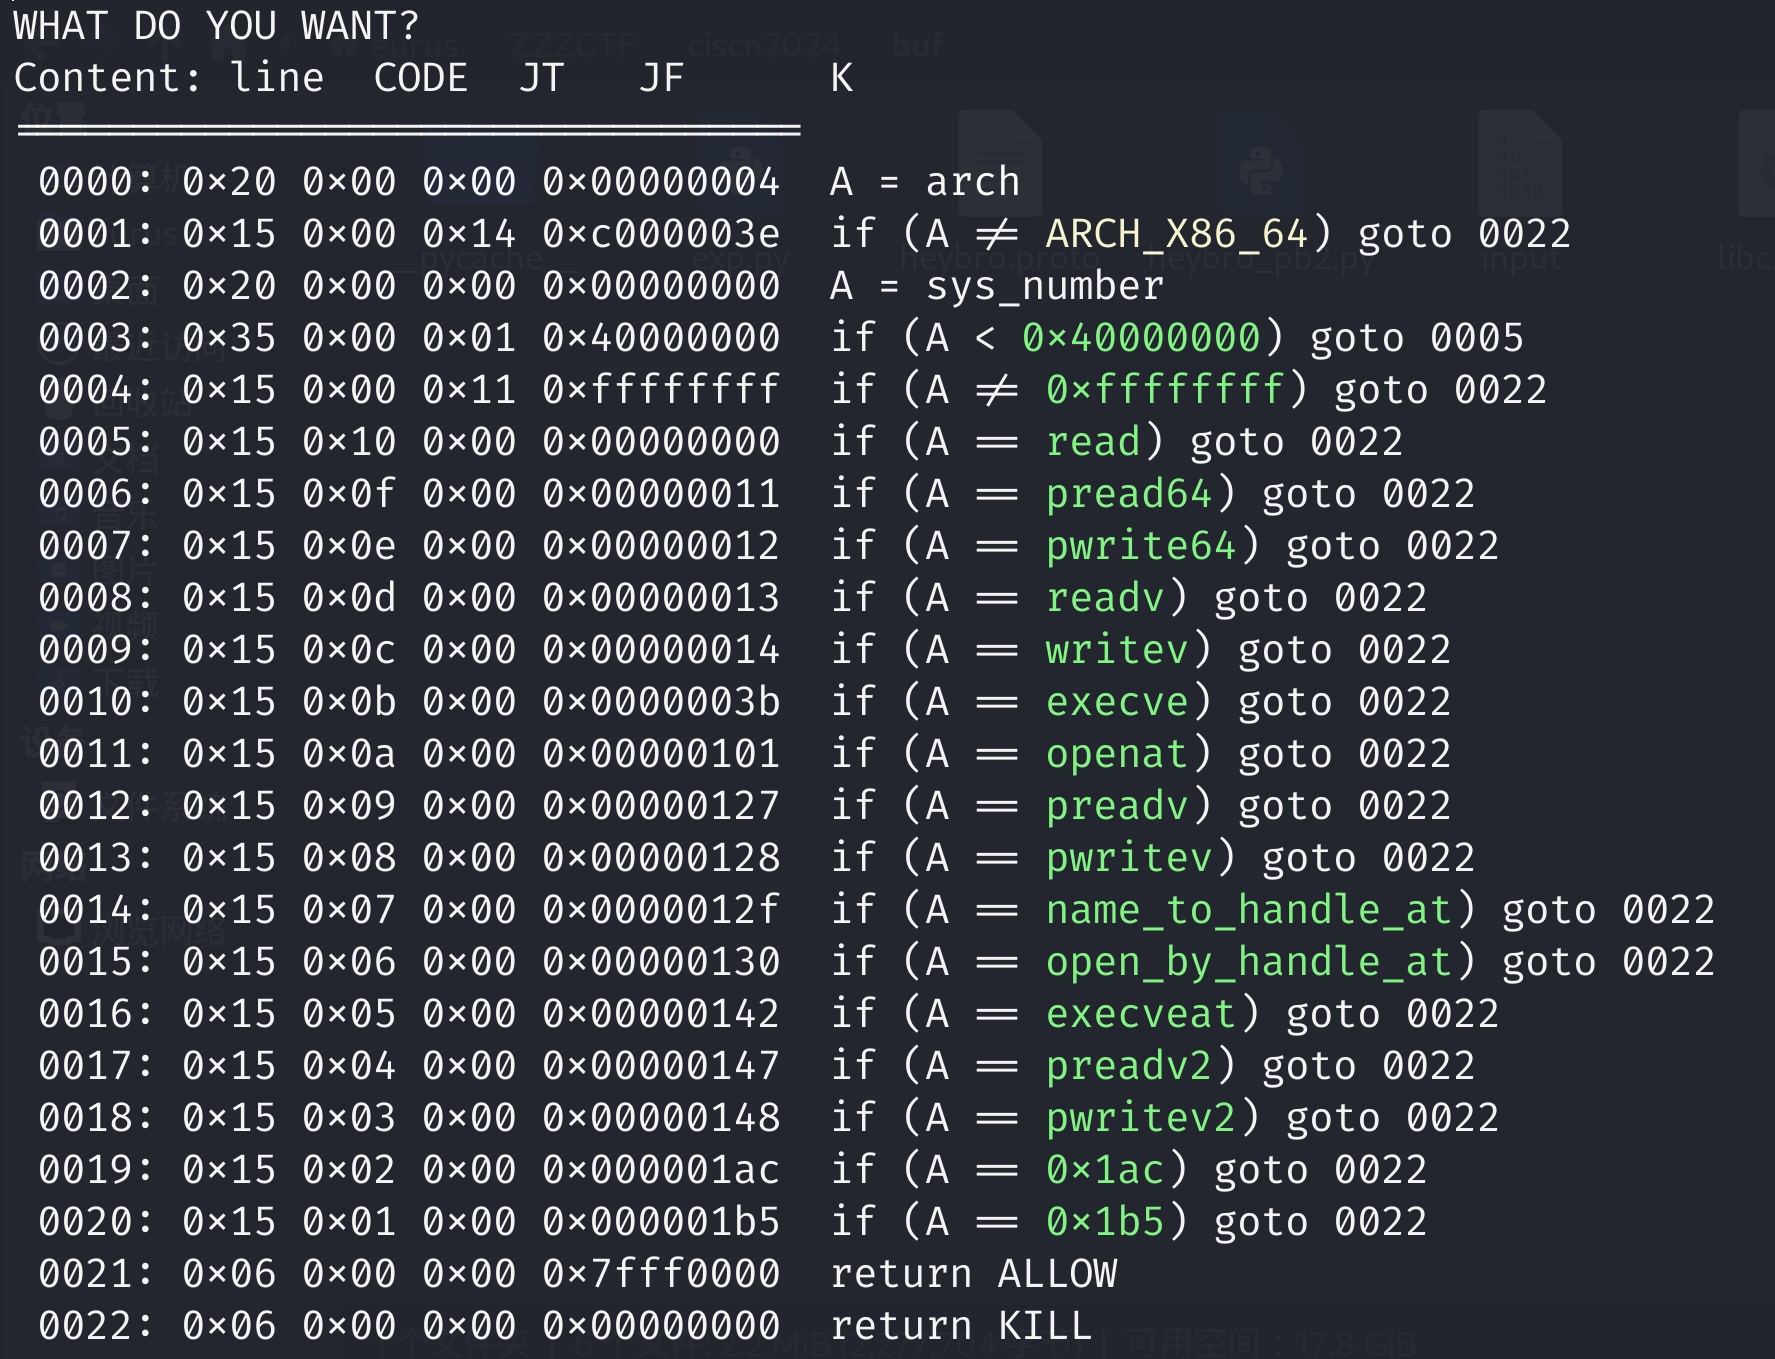 WHAT DO YOU WANT?
Content: line  CODE  JT   JF      K
=================================
 0000: 0x20 0x00 0x00 0x00000004  A = arch
 0001: 0x15 0x00 0x14 0xc000003e  if (A != ARCH_X86_64) goto 0022
 0002: 0x20 0x00 0x00 0x00000000  A = sys_number
 0003: 0x35 0x00 0x01 0x40000000  if (A < 0x40000000) goto 0005
 0004: 0x15 0x00 0x11 0xffffffff  if (A != 0xffffffff) goto 0022
 0005: 0x15 0x10 0x00 0x00000000  if (A == read) goto 0022
 0006: 0x15 0x0f 0x00 0x00000011  if (A == pread64) goto 0022
 0007: 0x15 0x0e 0x00 0x00000012  if (A == pwrite64) goto 0022
 0008: 0x15 0x0d 0x00 0x00000013  if (A == readv) goto 0022
 0009: 0x15 0x0c 0x00 0x00000014  if (A == writev) goto 0022
 0010: 0x15 0x0b 0x00 0x0000003b  if (A == execve) goto 0022
 0011: 0x15 0x0a 0x00 0x00000101  if (A == openat) goto 0022
 0012: 0x15 0x09 0x00 0x00000127  if (A == preadv) goto 0022
 0013: 0x15 0x08 0x00 0x00000128  if (A == pwritev) goto 0022
 0014: 0x15 0x07 0x00 0x0000012f  if (A == name_to_handle_at) goto 0022
 0015: 0x15 0x06 0x00 0x00000130  if (A == open_by_handle_at) goto 0022
 0016: 0x15 0x05 0x00 0x00000142  if (A == execveat) goto 0022
 0017: 0x15 0x04 0x00 0x00000147  if (A == preadv2) goto 0022
 0018: 0x15 0x03 0x00 0x00000148  if (A == pwritev2) goto 0022
 0019: 0x15 0x02 0x00 0x000001ac  if (A == 0x1ac) goto 0022
 0020: 0x15 0x01 0x00 0x000001b5  if (A == 0x1b5) goto 0022
 0021: 0x06 0x00 0x00 0x7fff0000  return ALLOW
 0022: 0x06 0x00 0x00 0x00000000  return KILL